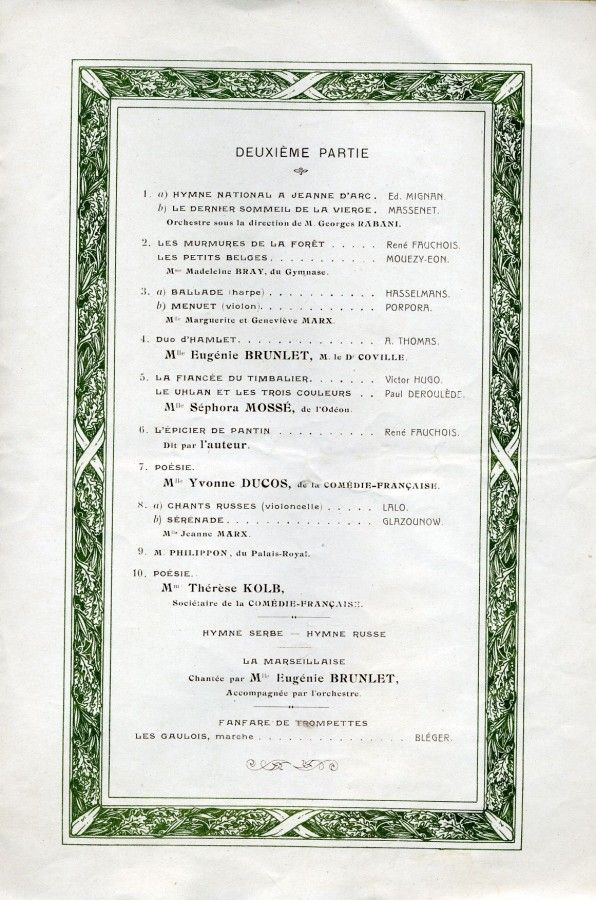 DEUXIÈME PARTIE
1. a) HYMNE NATIONAL A JEANNE D'ARC. Ed. MIGNAN.
b) LE DERNIER SOMMEIL DE LA VIERGE. MASSENET.
Orchestre sous la direction de M. Georges RABANI.
2. LES MURMURES DE LA FORÊT . . . . . René FAUCHOIS.
LES PETITS BELGES. . . . . . . . . . . MOUEZY-EON.
Mme Madeleine BRAY, du Gymnase.
3. a) BALLADE (harpe) . . . . . . . . . . . HASSELMANS.
b) MENUET (violon). . . . . . . . . . . . PORPORA.
Mlle Marguerite et Geneviève MARX.
4. DUO D'HAMLET. . . . . . . . . . . . . . A. THOMAS.
Mlle Eugénie BRUNLET, M. le Dr COVILLE.
5. LA FIANCÉE DU TIMBALIER. . . . . . . Victor HUGO.
LE UHLAN ET LES TROIS COULEURS . . Paul DEROULÈDE.
Mlle Séphora MOSSÉ, de l'Odéon.
6. L'ÉPICIER DE PANTIN . . . . . . . . . . René FAUCHOIS.
Dit par l'auteur.
7. POÉSIE.
Mlle Yvonne DUCOS, de la COMÉDIE-FRANÇAISE.
8. a) CHANTS RUSSES (violoncelle) . . . . . LALO.
b) SÉRÉNADE. . . . . . . . . . . . . . . GLAZOUNOW.
Mlle Jeanne MARX.
9. M. PHILIPPON, du Palais-Royal.
10. POÉSIE.
Mme Thérèse KOLB,
Sociétaire de la COMÉDIE-FRANÇAISE.
HYMNE SERBE — HYMNE RUSSE
LA MARSEILLAISE
Chantée par Mlle Eugénie BRUNLET,
Accompagnée par l'orchestre.
FANFARE DE TROMPETTES
LES GAULOIS, marche . . . . . . . . . . . . . . . BLÉGER.